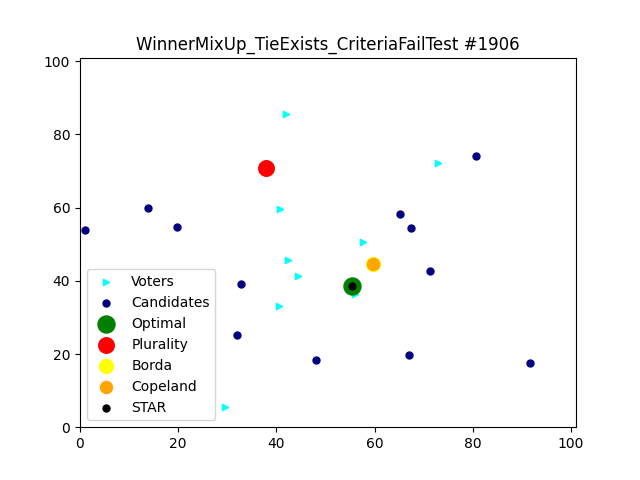 WinnerMixUp_TieExists_CriteriaFailTest #1906
100
80
60
40
20
0
Voters
Candidates
Optimal
Plurality
Borda
Copeland
STAR
0 20 40 60 80 100